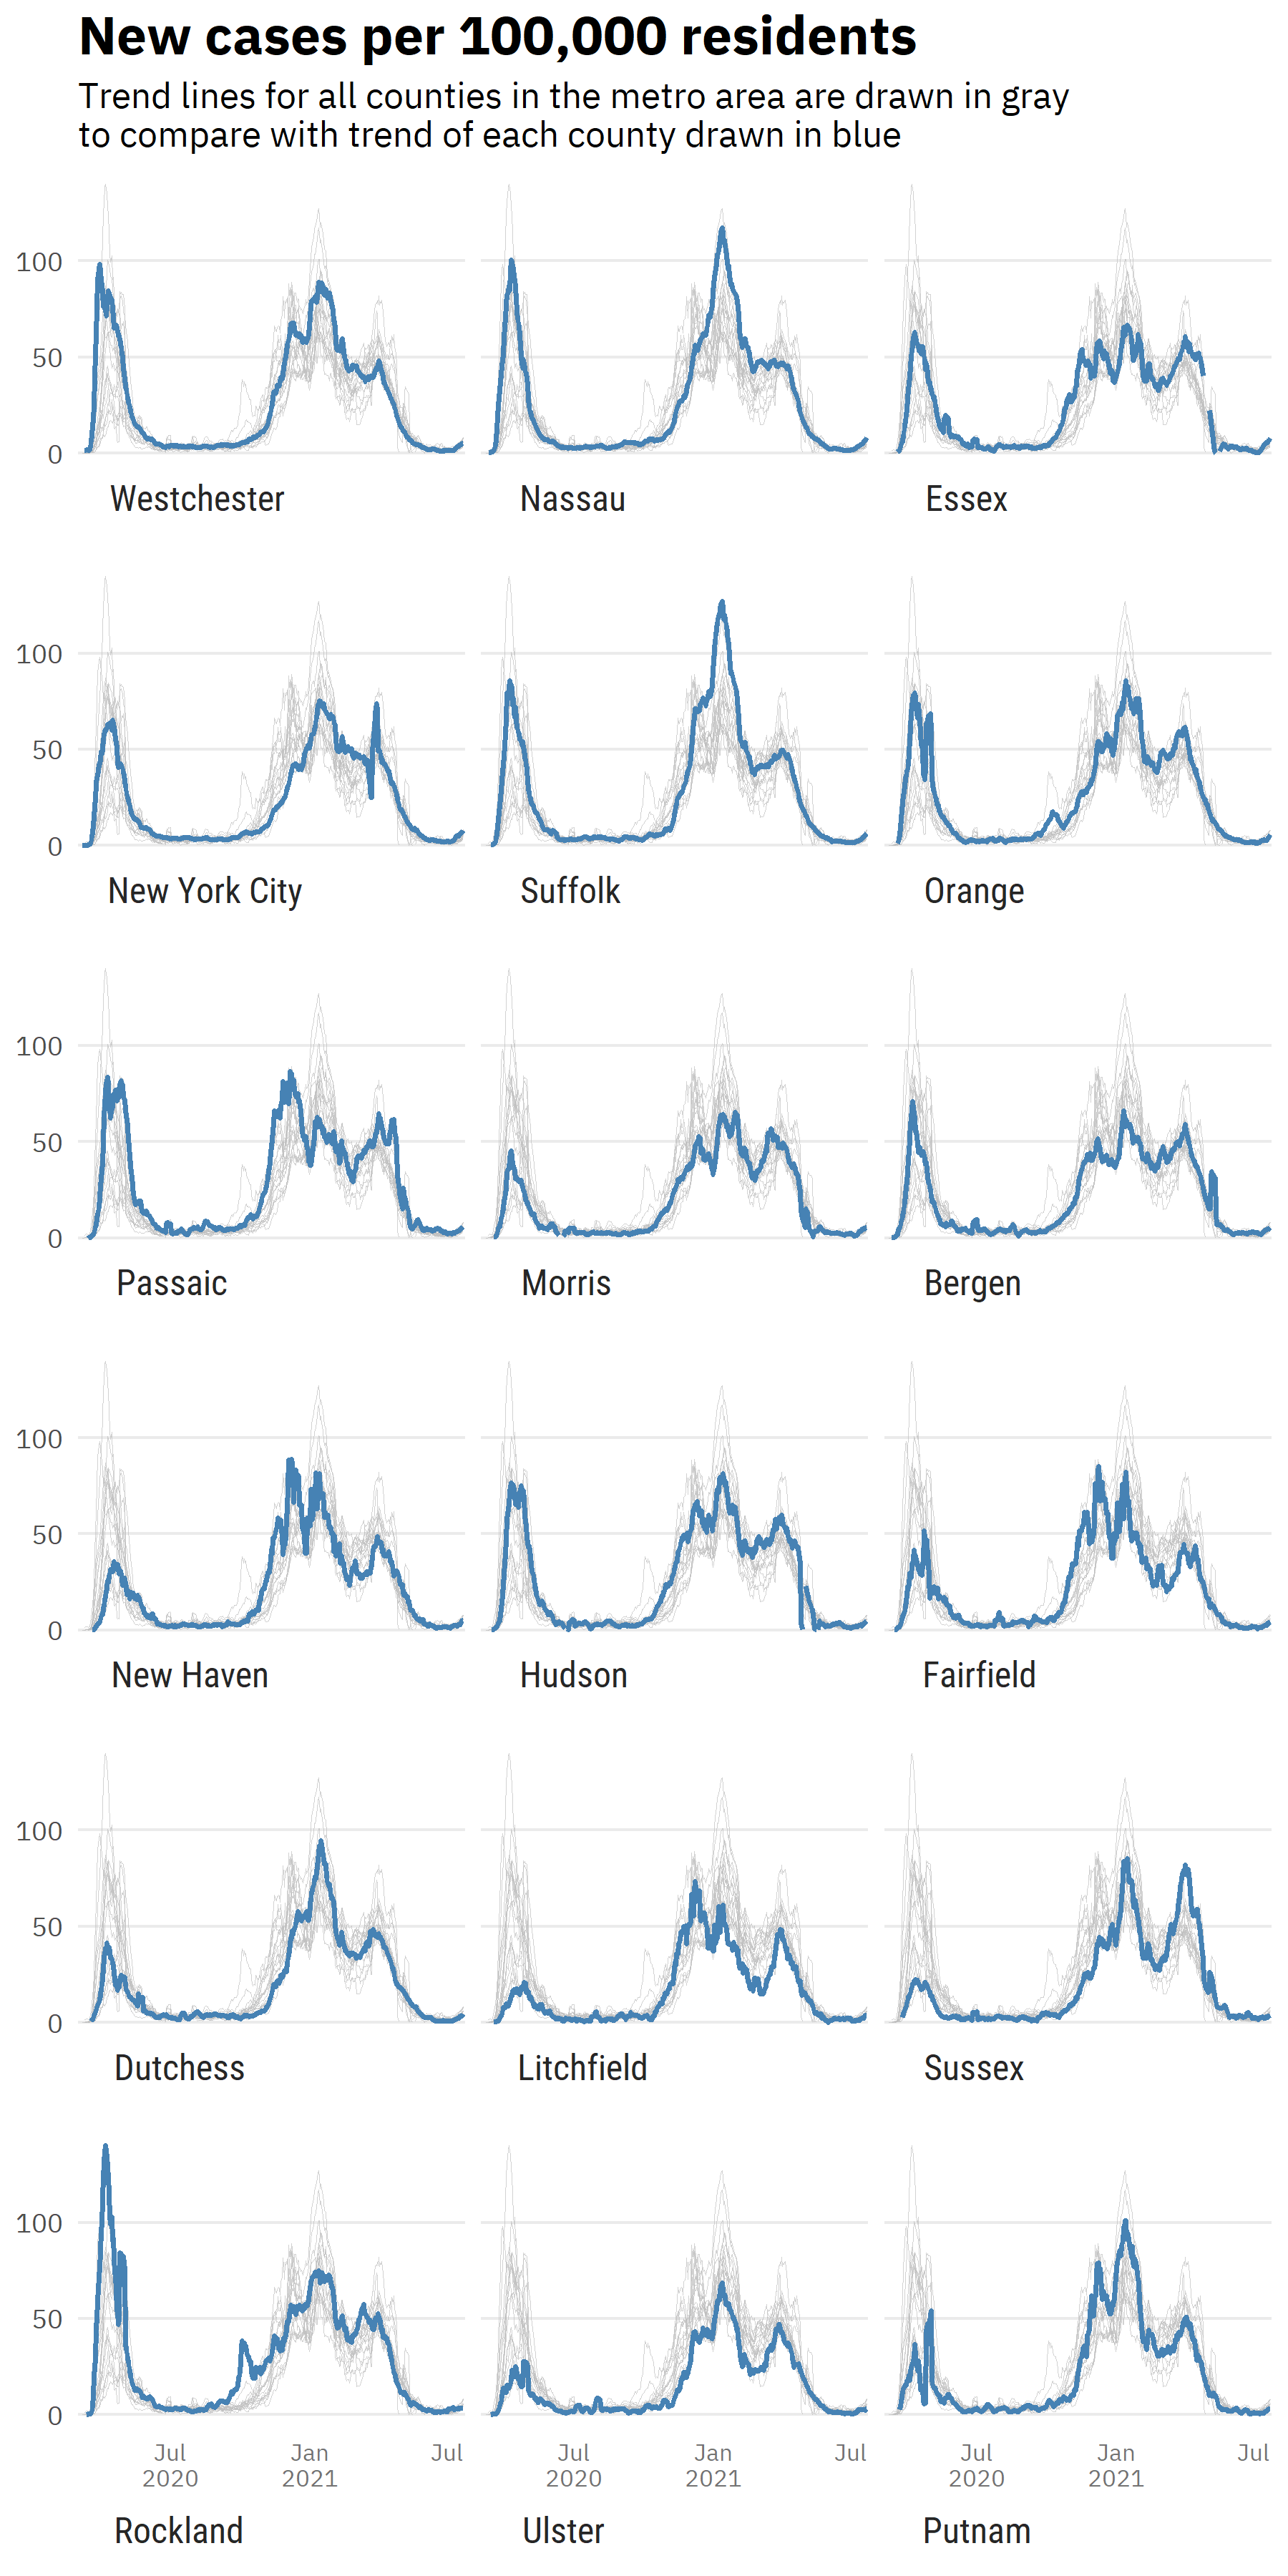 New cases per 100,000 residents
Trend lines for all counties in the metro area are drawn in gray
to compare with trend of each county drawn in blue
100
50
0
Westchester
Nassau
Essex
100
50
0
New York City
Suffolk
Orange
100
50
0
Passaic
Morris
Bergen
100
50
0
New Haven
Hudson
Fairfield
100
50
0
Dutchess
Litchfield
Sussex
100
50
0
Jul
2020
Jan
2021
Jul
Jul
2020
Jan
2021
Jul
Jul
2020
Jan
2021
Jul
Rockland
Ulster
Putnam